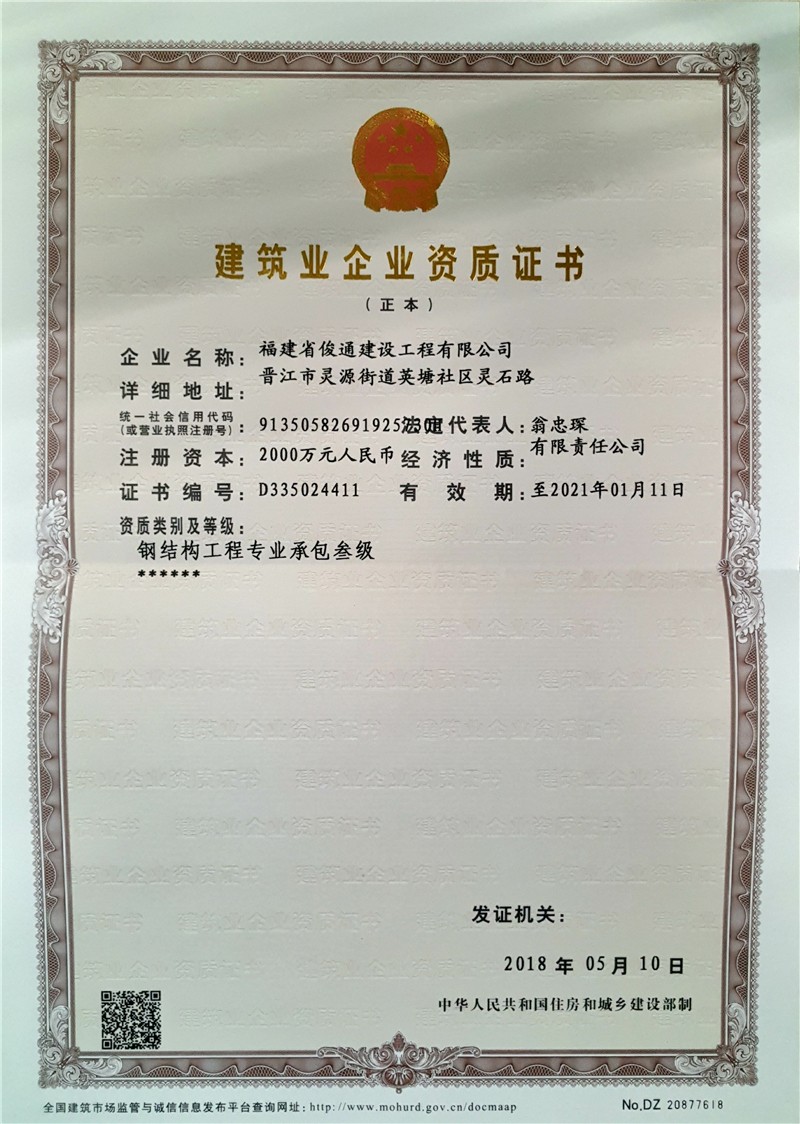 建筑业企业资质证书
（正本）
企业名称：福建省俊通建设工程有限公司
详细地址：晋江市灵源街道英塘社区灵石路
统一社会信用代码
(或营业执照注册号)：91350582691925 法定代表人：翁忠琛
注册资本：2000万元人民币 经济性质：有限责任公司
证书编号：D335024411 有效期：至2021年01月11日
资质类别及等级：
钢结构工程专业承包叁级
******
发证机关：
2018年05月10日
中华人民共和国住房和城乡建设部制
全国建筑市场监管与诚信信息发布平台查询网址：http://www.mohurd.gov.cn/docmaap No.DZ 20877618